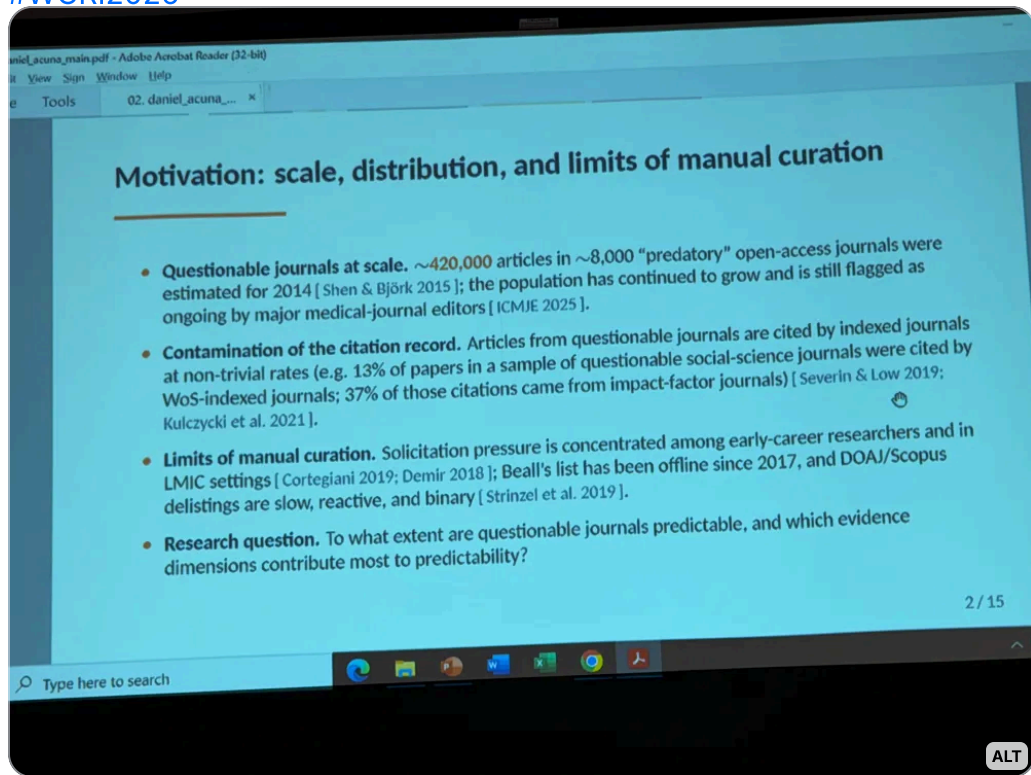 #WCRI2026
niel_acuna_main.pdf - Adobe Acrobat Reader (32-bit)
View Sign Window Help
Tools
02. daniel_acuna_... ×
Motivation: scale, distribution, and limits of manual curation
• Questionable journals at scale. ~420,000 articles in ~8,000 “predatory” open-access journals were
estimated for 2014 [ Shen & Björk 2015 ]; the population has continued to grow and is still flagged as
ongoing by major medical-journal editors [ ICMJE 2025 ].
• Contamination of the citation record. Articles from questionable journals are cited by indexed journals
at non-trivial rates (e.g. 13% of papers in a sample of questionable social-science journals were cited by
WoS-indexed journals; 37% of those citations came from impact-factor journals) [ Severin & Low 2019;
Kulczycki et al. 2021 ].
• Limits of manual curation. Solicitation pressure is concentrated among early-career researchers and in
LMIC settings [ Cortegiani 2019; Demir 2018 ]; Beall's list has been offline since 2017, and DOAJ/Scopus
delistings are slow, reactive, and binary [ Strinzel et al. 2019 ].
• Research question. To what extent are questionable journals predictable, and which evidence
dimensions contribute most to predictability?
2 / 15
Type here to search
ALT